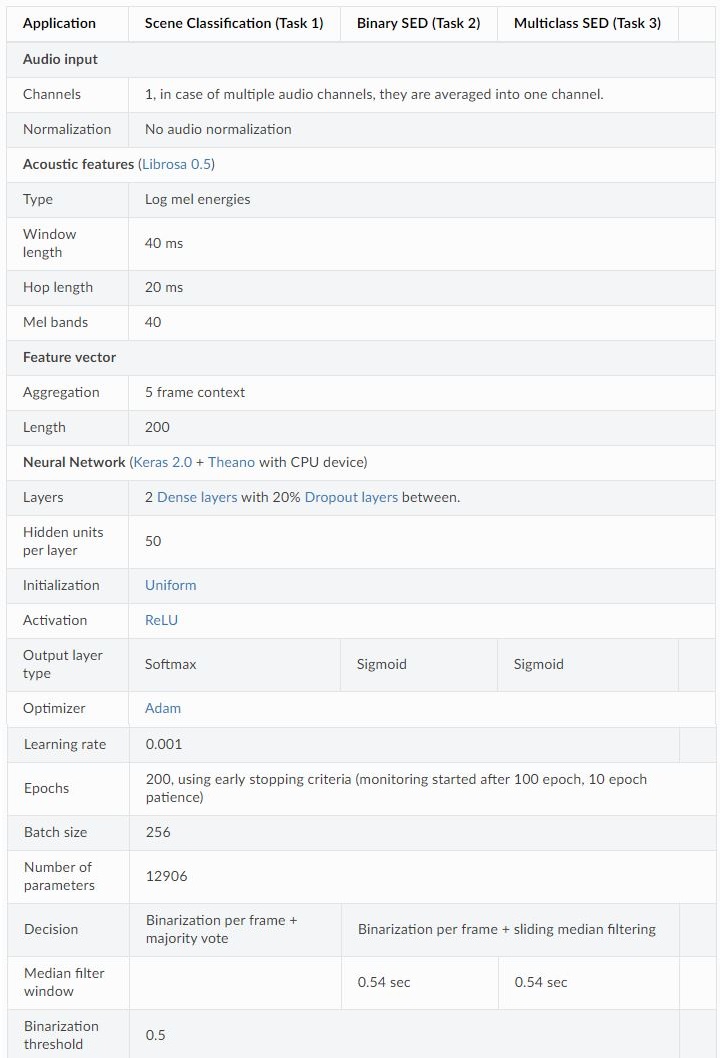 Application Scene Classification (Task 1) Binary SED (Task 2) Multiclass SED (Task 3)
Audio input
Channels 1, in case of multiple audio channels, they are averaged into one channel.
Normalization No audio normalization
Acoustic features (Librosa 0.5)
Type Log mel energies
Window
length
40 ms
Hop length 20 ms
Mel bands 40
Feature vector
Aggregation 5 frame context
Length 200
Neural Network (Keras 2.0 + Theano with CPU device)
Layers 2 Dense layers with 20% Dropout layers between.
Hidden units
per layer
50
Initialization Uniform
Activation ReLU
Output layer
type
Softmax Sigmoid Sigmoid
Optimizer Adam
Learning rate 0.001
Epochs
200, using early stopping criteria (monitoring started after 100 epoch, 10 epoch
patience)
Batch size 256
Number of
parameters
12906
Decision
Binarization per frame +
majority vote
Binarization per frame + sliding median filtering
Median filter
window
0.54 sec 0.54 sec
Binarization
threshold
0.5